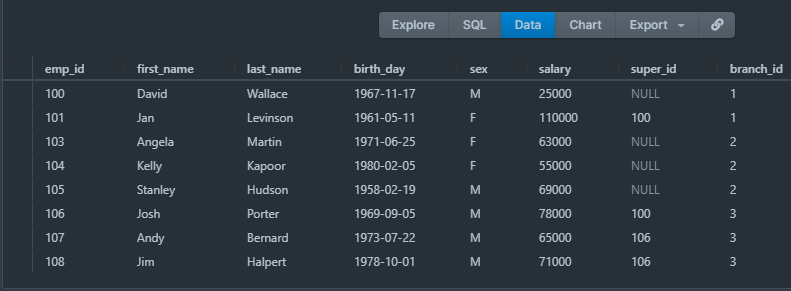 Explore SQL Data Chart Export
emp_id first_name last_name birth_day sex salary super_id branch_id
100 David Wallace 1967-11-17 M 25000 NULL 1
101 Jan Levinson 1961-05-11 F 110000 100 1
103 Angela Martin 1971-06-25 F 63000 NULL 2
104 Kelly Kapoor 1980-02-05 F 55000 NULL 2
105 Stanley Hudson 1958-02-19 M 69000 NULL 2
106 Josh Porter 1969-09-05 M 78000 100 3
107 Andy Bernard 1973-07-22 M 65000 106 3
108 Jim Halpert 1978-10-01 M 71000 106 3